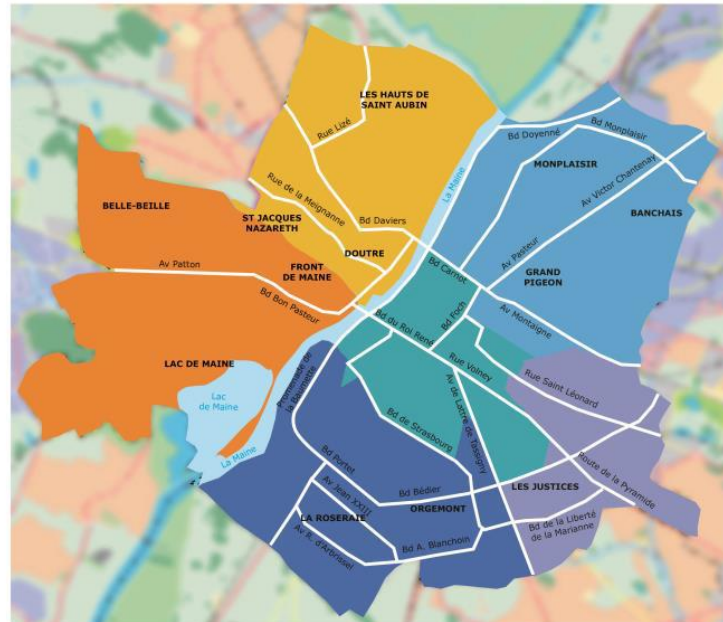 LES HAUTS DE
SAINT AUBIN
Rue Lizé
Bd Doyenné
Bd Monplaisir
MONPLAISIR
La Maine
Av Victor Chantenay
Rue de la Meignanne
BELLE-BEILLE
BANCHAIS
ST JACQUES
NAZARETH
Bd Daviers
DOUTRE
Av Pasteur
Av Patton
FRONT
DE MAINE
Bd Carnot
GRAND
PIGEON
Bd Bon Pasteur
Bd du Roi René
Bd Foch
Av Montaigne
Rue Volney
LAC DE MAINE
Promenade de
la Baumette
Rue Saint Léonard
Lac
de Maine
Av de Lattre de Tassigny
Bd de Strasbourg
La Maine
Bd Portet
Route de la Pyramide
Av Jean XXIII
Bd Bédier
LES JUSTICES
LA ROSERAIE
ORGEMONT
Bd de la Liberté
de la Marianne
Av R. d'Arbrissel
Bd A. Blanchoin